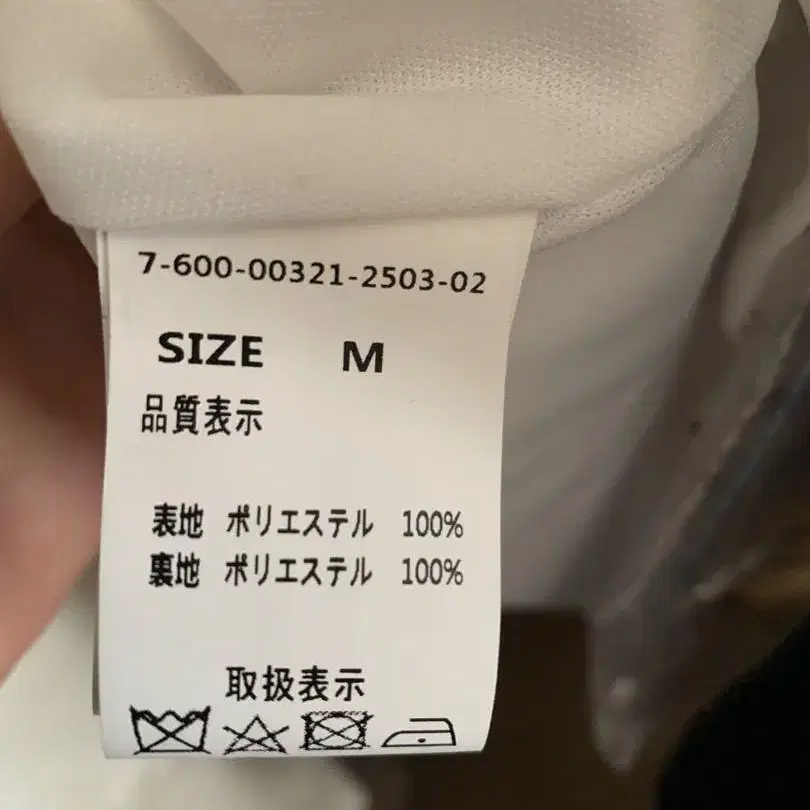 7-600-00321-2503-02
SIZE M
品質表示
表地 ポリエステル 100%
裏地 ポリエステル 100%
取扱表示